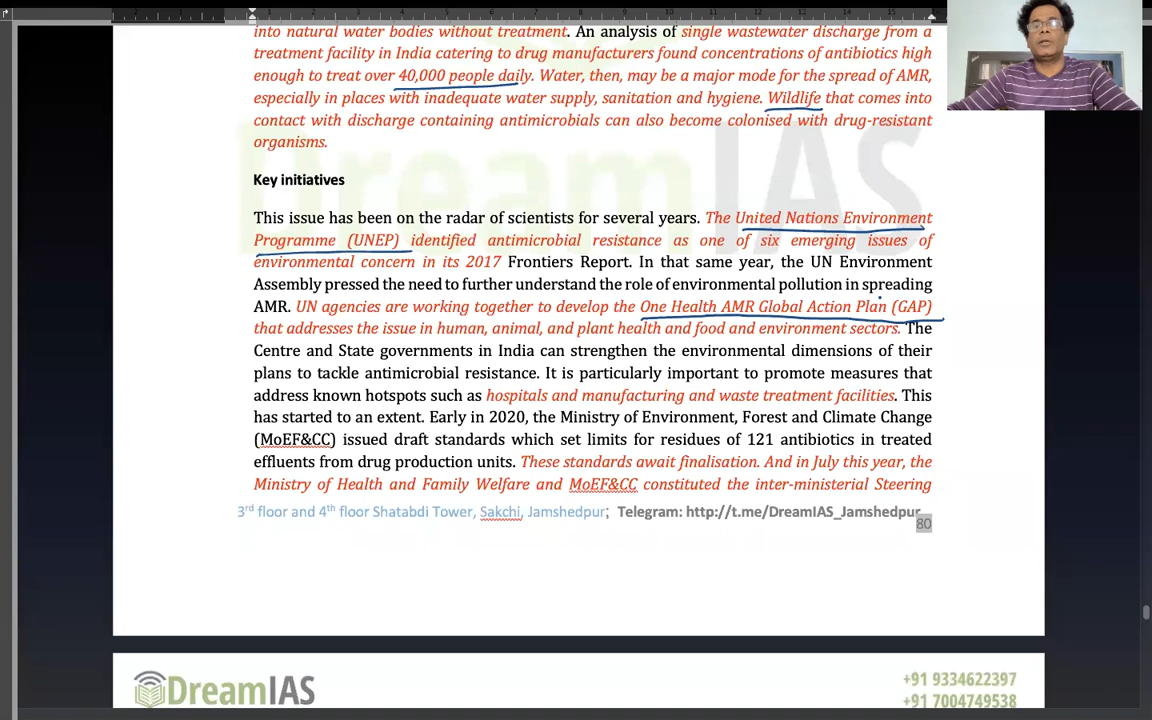 into natural water bodies without treatment. An analysis of single wastewater discharge from a
treatment facility in India catering to drug manufacturers found concentrations of antibiotics high
enough to treat over 40,000 people daily. Water, then, may be a major mode for the spread of AMR,
especially in places with inadequate water supply, sanitation and hygiene. Wildlife that comes into
contact with discharge containing antimicrobials can also become colonised with drug-resistant
organisms.
Key initiatives
This issue has been on the radar of scientists for several years. The United Nations Environment
Programme (UNEP) identified antimicrobial resistance as one of six emerging issues of
environmental concern in its 2017 Frontiers Report. In that same year, the UN Environment
Assembly pressed the need to further understand the role of environmental pollution in spreading
AMR. UN agencies are working together to develop the One Health AMR Global Action Plan (GAP)
that addresses the issue in human, animal, and plant health and food and environment sectors. The
Centre and State governments in India can strengthen the environmental dimensions of their
plans to tackle antimicrobial resistance. It is particularly important to promote measures that
address known hotspots such as hospitals and manufacturing and waste treatment facilities. This
has started to an extent. Early in 2020, the Ministry of Environment, Forest and Climate Change
(MoEF&CC) issued draft standards which set limits for residues of 121 antibiotics in treated
effluents from drug production units. These standards await finalisation. And in July this year, the
Ministry of Health and Family Welfare and MoEF&CC constituted the inter-ministerial Steering
3rd floor and 4th floor Shatabdi Tower, Sakchi, Jamshedpur; Telegram: http://t.me/DreamIAS_Jamshedpur
80
DreamIAS
+91 9334622397
+91 7004749538